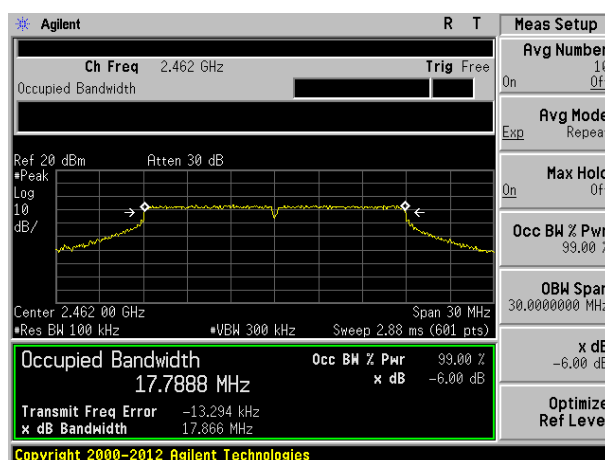 Agilent R T Meas Setup
Avg Number
10
On Off
Ch Freq 2.462 GHz Trig Free
Occupied Bandwidth
Avg Mode
Exp Repeat
Ref 20 dBm Atten 30 dB
#Peak
Log
10
dB/
Max Hold
On Off
Occ BW % Pwr
99.00 %
OBW Span
30.0000000 MHz
Center 2.462 00 GHz Span 30 MHz
#Res BW 100 kHz #VBW 300 kHz Sweep 2.88 ms (601 pts)
x dB
-6.00 dB
Occupied Bandwidth Occ BW % Pwr 99.00 %
17.7888 MHz x dB -6.00 dB
Transmit Freq Error -13.294 kHz
x dB Bandwidth 17.866 MHz
Optimize
Ref Level
Copyright 2000-2012 Agilent Technologies